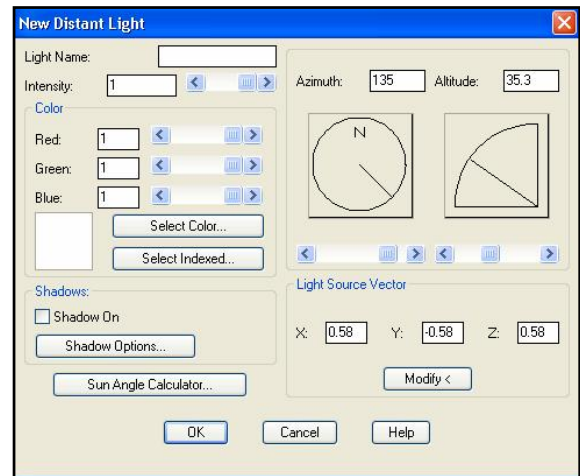 New Distant Light
Light Name:
Intensity: 1
Color
Red: 1
Green: 1
Blue: 1
Select Color...
Select Indexed...
Shadows:
Shadow On
Shadow Options...
Sun Angle Calculator...
Azimuth: 135 Altitude: 35.3
N
Light Source Vector
X: 0.58 Y: -0.58 Z: 0.58
Modify <
OK Cancel Help